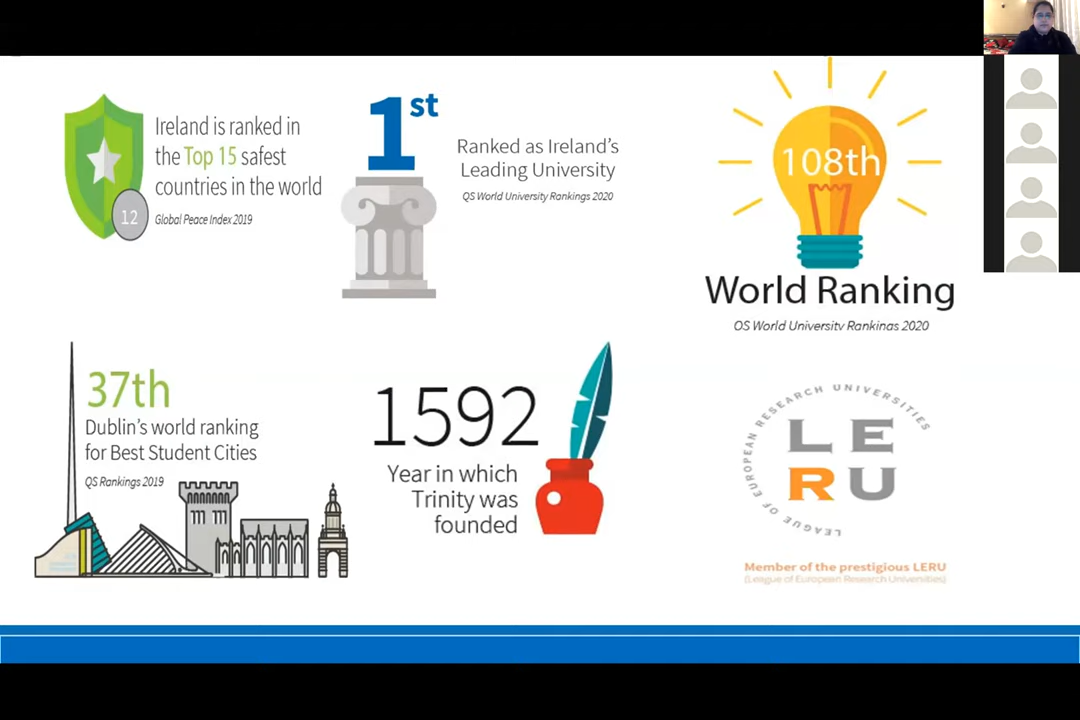 Ireland is ranked in
the Top 15 safest
countries in the world
12
Global Peace Index 2019
1st
Ranked as Ireland's
Leading University
QS World University Rankings 2020
108th
World Ranking
QS World University Rankings 2020
37th
Dublin's world ranking
for Best Student Cities
QS Rankings 2019
1592
Year in which
Trinity was
founded
LEAGUE OF EUROPEAN RESEARCH UNIVERSITIES
LE
RU
Member of the prestigious LERU
(League of European Research Universities)